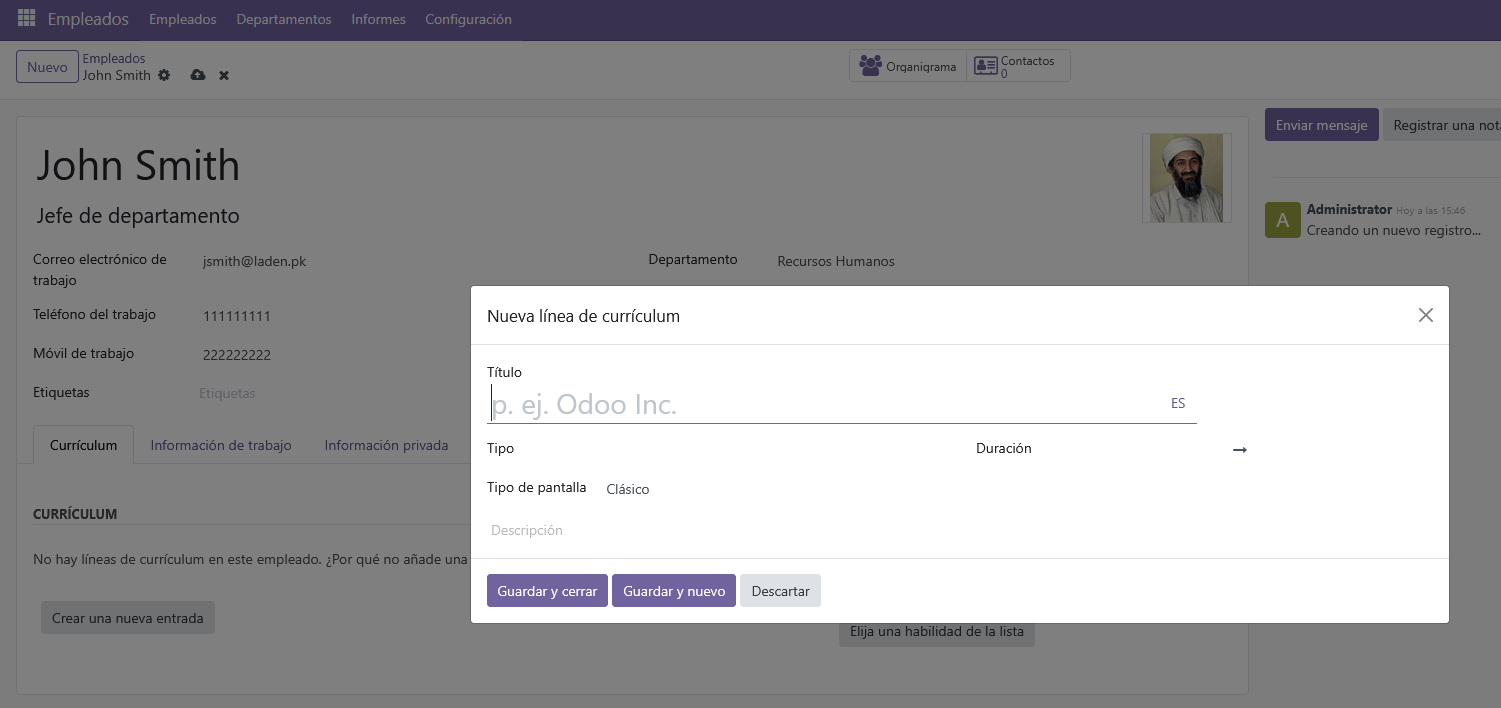 Empleados Empleados Departamentos Informes Configuración
Nuevo
Empleados
John Smith
Organigrama
Contactos
0
Enviar mensaje
Registrar una nota
John Smith
Jefe de departamento
Administrator Hoy a las 15:46
A
Creando un nuevo registro...
Correo electrónico de
trabajo
jsmith@laden.pk
Departamento
Recursos Humanos
Teléfono del trabajo
111111111
Móvil de trabajo
222222222
Etiquetas
Etiquetas
Currículum
Información de trabajo
Información privada
CURRÍCULUM
No hay líneas de currículum en este empleado. ¿Por qué no añade una
Crear una nueva entrada
Nueva línea de currículum
Título
p. ej. Odoo Inc.
ES
Tipo
Duración
Tipo de pantalla
Clásico
Descripción
Guardar y cerrar
Guardar y nuevo
Descartar
Elija una habilidad de la lista